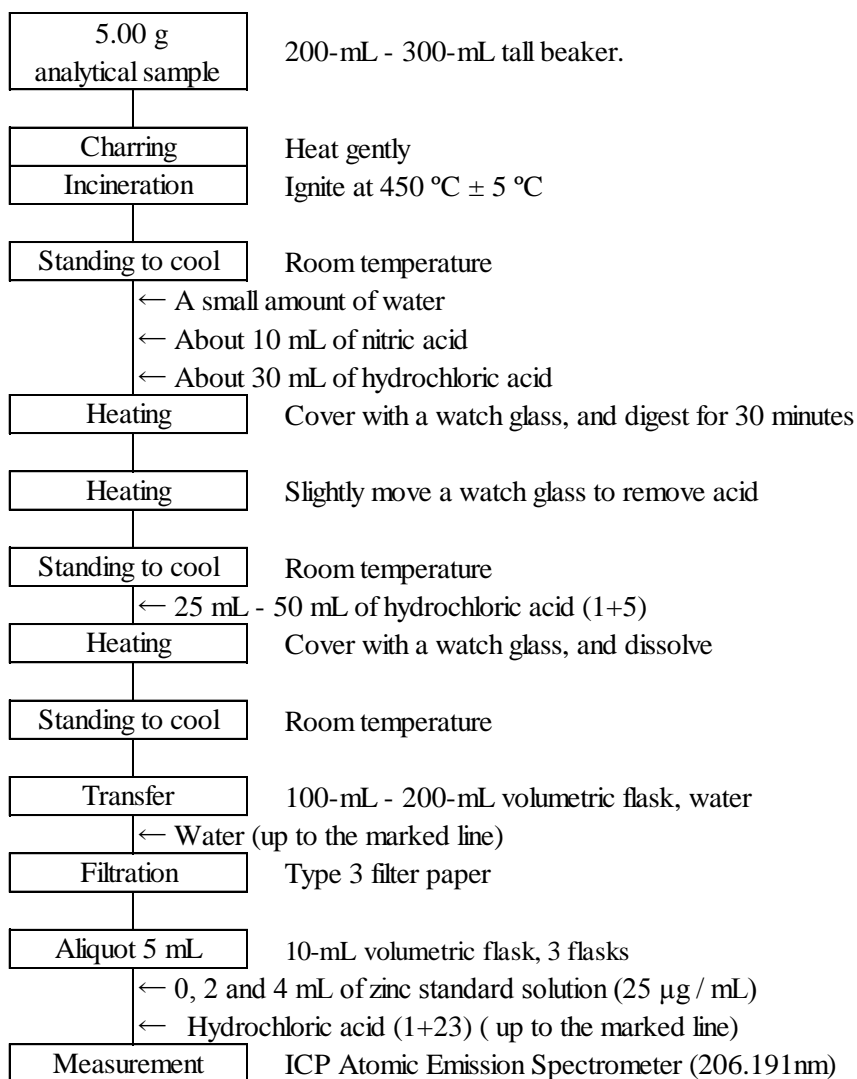 5.00 g
analytical sample
200-mL - 300-mL tall beaker.
Charring
Heat gently
Incineration
Ignite at 450 ºC ± 5 ºC
Standing to cool
Room temperature
← A small amount of water
← About 10 mL of nitric acid
← About 30 mL of hydrochloric acid
Heating
Cover with a watch glass, and digest for 30 minutes
Heating
Slightly move a watch glass to remove acid
Standing to cool
Room temperature
← 25 mL - 50 mL of hydrochloric acid (1+5)
Heating
Cover with a watch glass, and dissolve
Standing to cool
Room temperature
Transfer
100-mL - 200-mL volumetric flask, water
← Water (up to the marked line)
Filtration
Type 3 filter paper
Aliquot 5 mL
10-mL volumetric flask, 3 flasks
← 0, 2 and 4 mL of zinc standard solution (25 µg / mL)
← Hydrochloric acid (1+23) ( up to the marked line)
Measurement
ICP Atomic Emission Spectrometer (206.191nm)